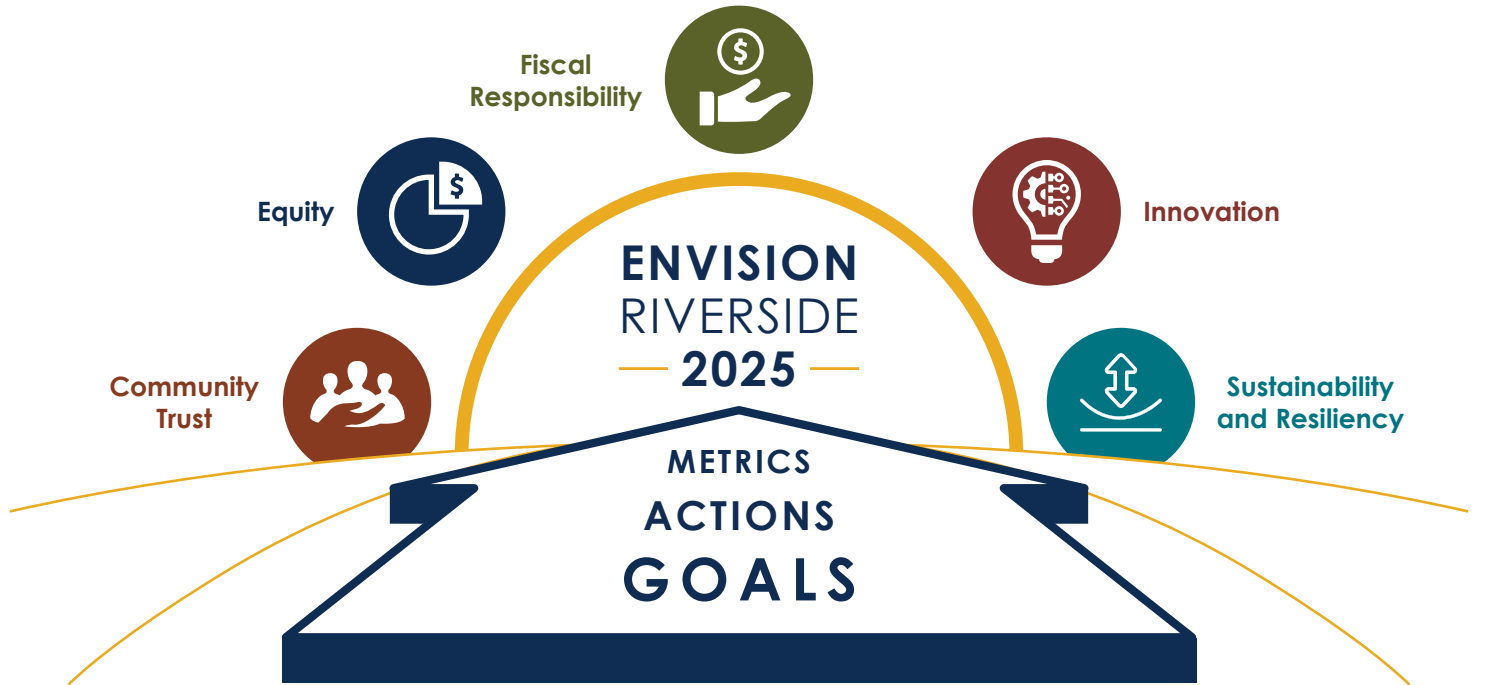 Fiscal
Responsibility
$
Equity
$
Innovation
ENVISION
RIVERSIDE
2025
Community
Trust
Sustainability
and Resiliency
METRICS
ACTIONS
GOALS